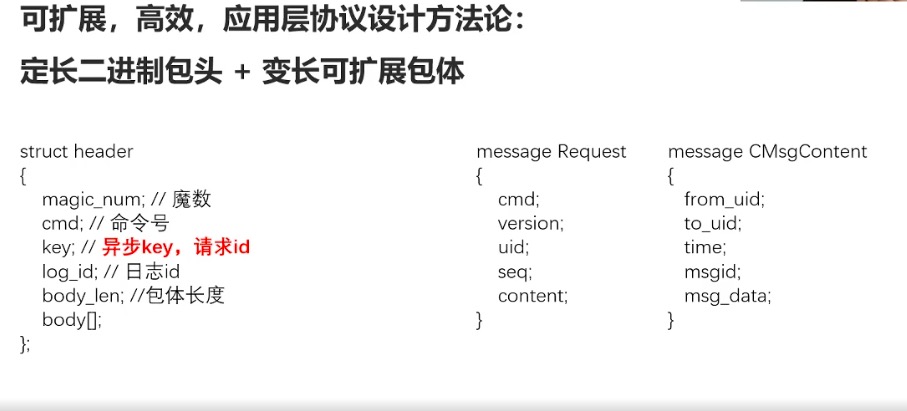 可扩展，高效，应用层协议设计方法论：
定长二进制包头 + 变长可扩展包体
struct header
{
magic_num; // 魔数
cmd; // 命令号
key; // 异步key，请求id
log_id; // 日志id
body_len; //包体长度
body[];
};
message Request
{
cmd;
version;
uid;
seq;
content;
}
message CMsgContent
{
from_uid;
to_uid;
time;
msgid;
msg_data;
}